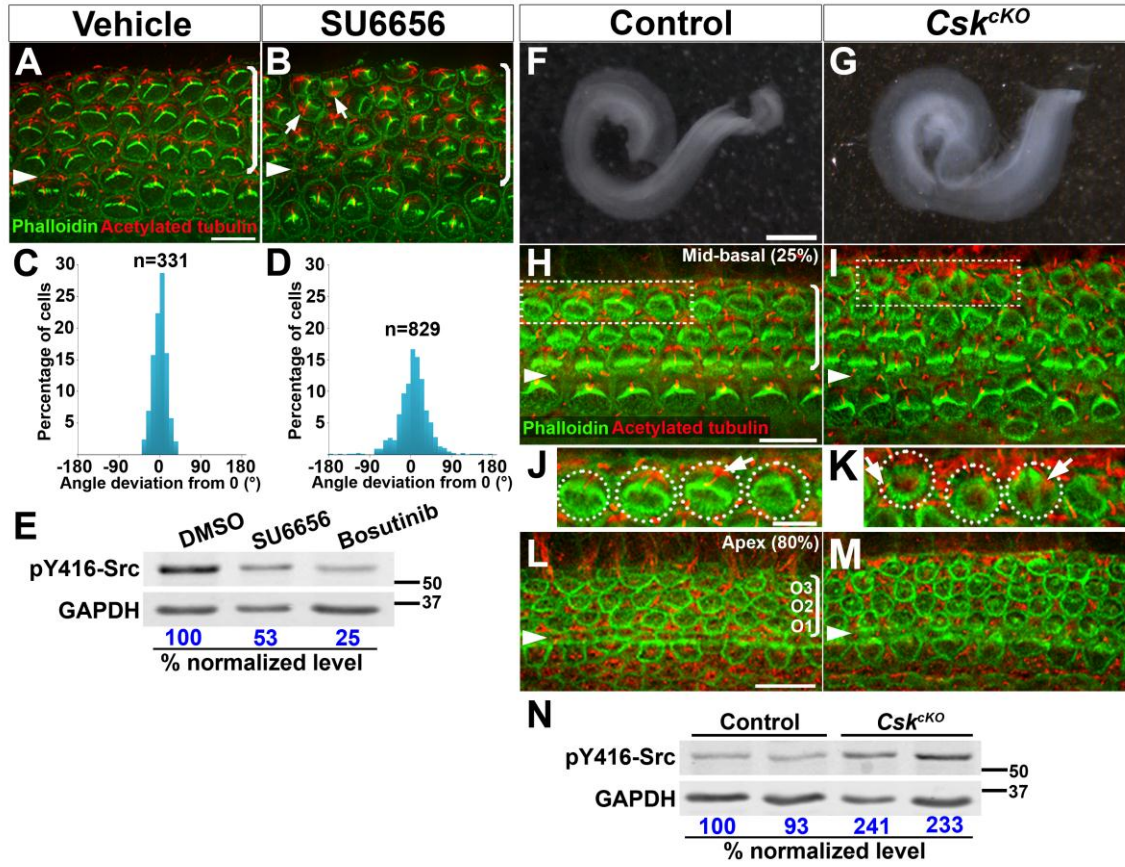 Vehicle
SU6656
A
B
Phalloidin Acetylated tubulin
C
n=331
Percentage of cells
30
25
20
15
10
5
-180 -90 0 90 180
Angle deviation from 0 (°)
D
n=829
Percentage of cells
30
25
20
15
10
5
-180 -90 0 90 180
Angle deviation from 0 (°)
E
DMSO SU6656 Bosutinib
pY416-Src
50
GAPDH
37
100 53 25
% normalized level
Control
Csk^cKO
F
G
H
Mid-basal (25%)
Phalloidin Acetylated tubulin
I
J
K
L
Apex (80%)
O3
O2
O1
M
N
Control Csk^cKO
pY416-Src
50
GAPDH
37
100 93 241 233
% normalized level